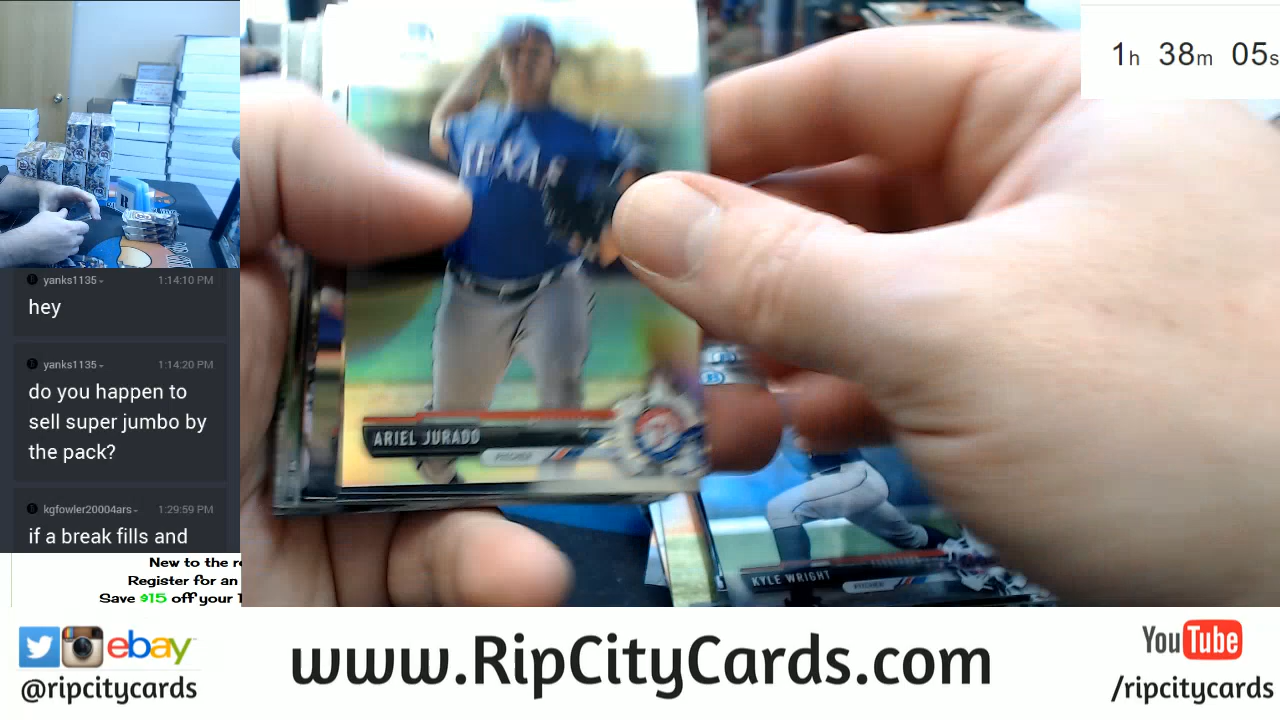 1h 38m 05s
TEXAS
ARIEL JURADO
PITCHER
KYLE WRIGHT
PITCHER
yanks1135
1:14:10 PM
hey
yanks1135
1:14:20 PM
do you happen to
sell super jumbo by
the pack?
kgfowler20004ars
1:29:59 PM
if a break fills and
New to the
Register for an
Save $15 off your
ebay
@ripcitycards
www.RipCityCards.com
YouTube
/ripcitycards